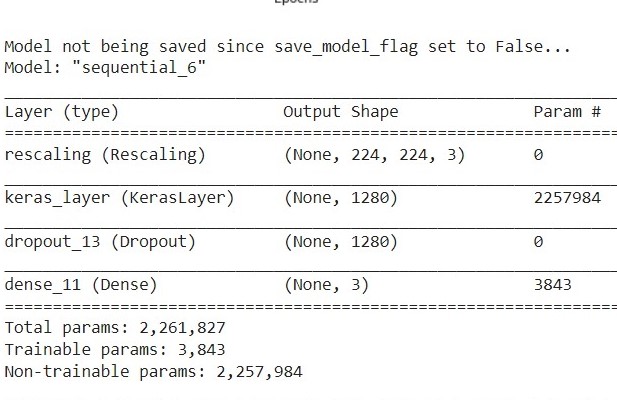 Epochs
Model not being saved since save_model_flag set to False...
Model: "sequential_6"
Layer (type) Output Shape Param #
rescaling (Rescaling) (None, 224, 224, 3) 0
keras_layer (KerasLayer) (None, 1280) 2257984
dropout_13 (Dropout) (None, 1280) 0
dense_11 (Dense) (None, 3) 3843
Total params: 2,261,827
Trainable params: 3,843
Non-trainable params: 2,257,984